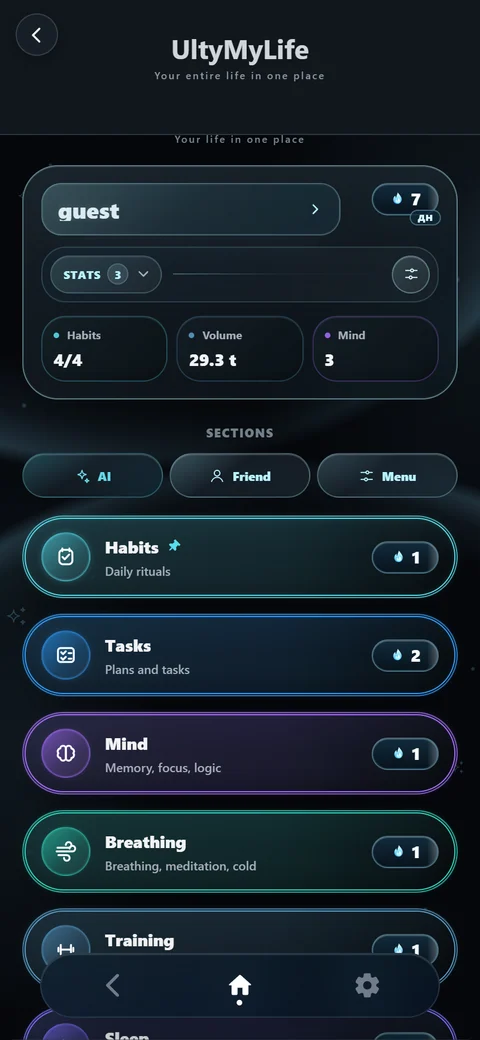 UltyMyLife
Your entire life in one place
Your life in one place
guest
7
дн
STATS 3
Habits
4/4
Volume
29.3 t
Mind
3
SECTIONS
AI
Friend
Menu
Habits
Daily rituals
1
Tasks
Plans and tasks
2
Mind
Memory, focus, logic
1
Breathing
Breathing, meditation, cold
1
Training
1
Sleep